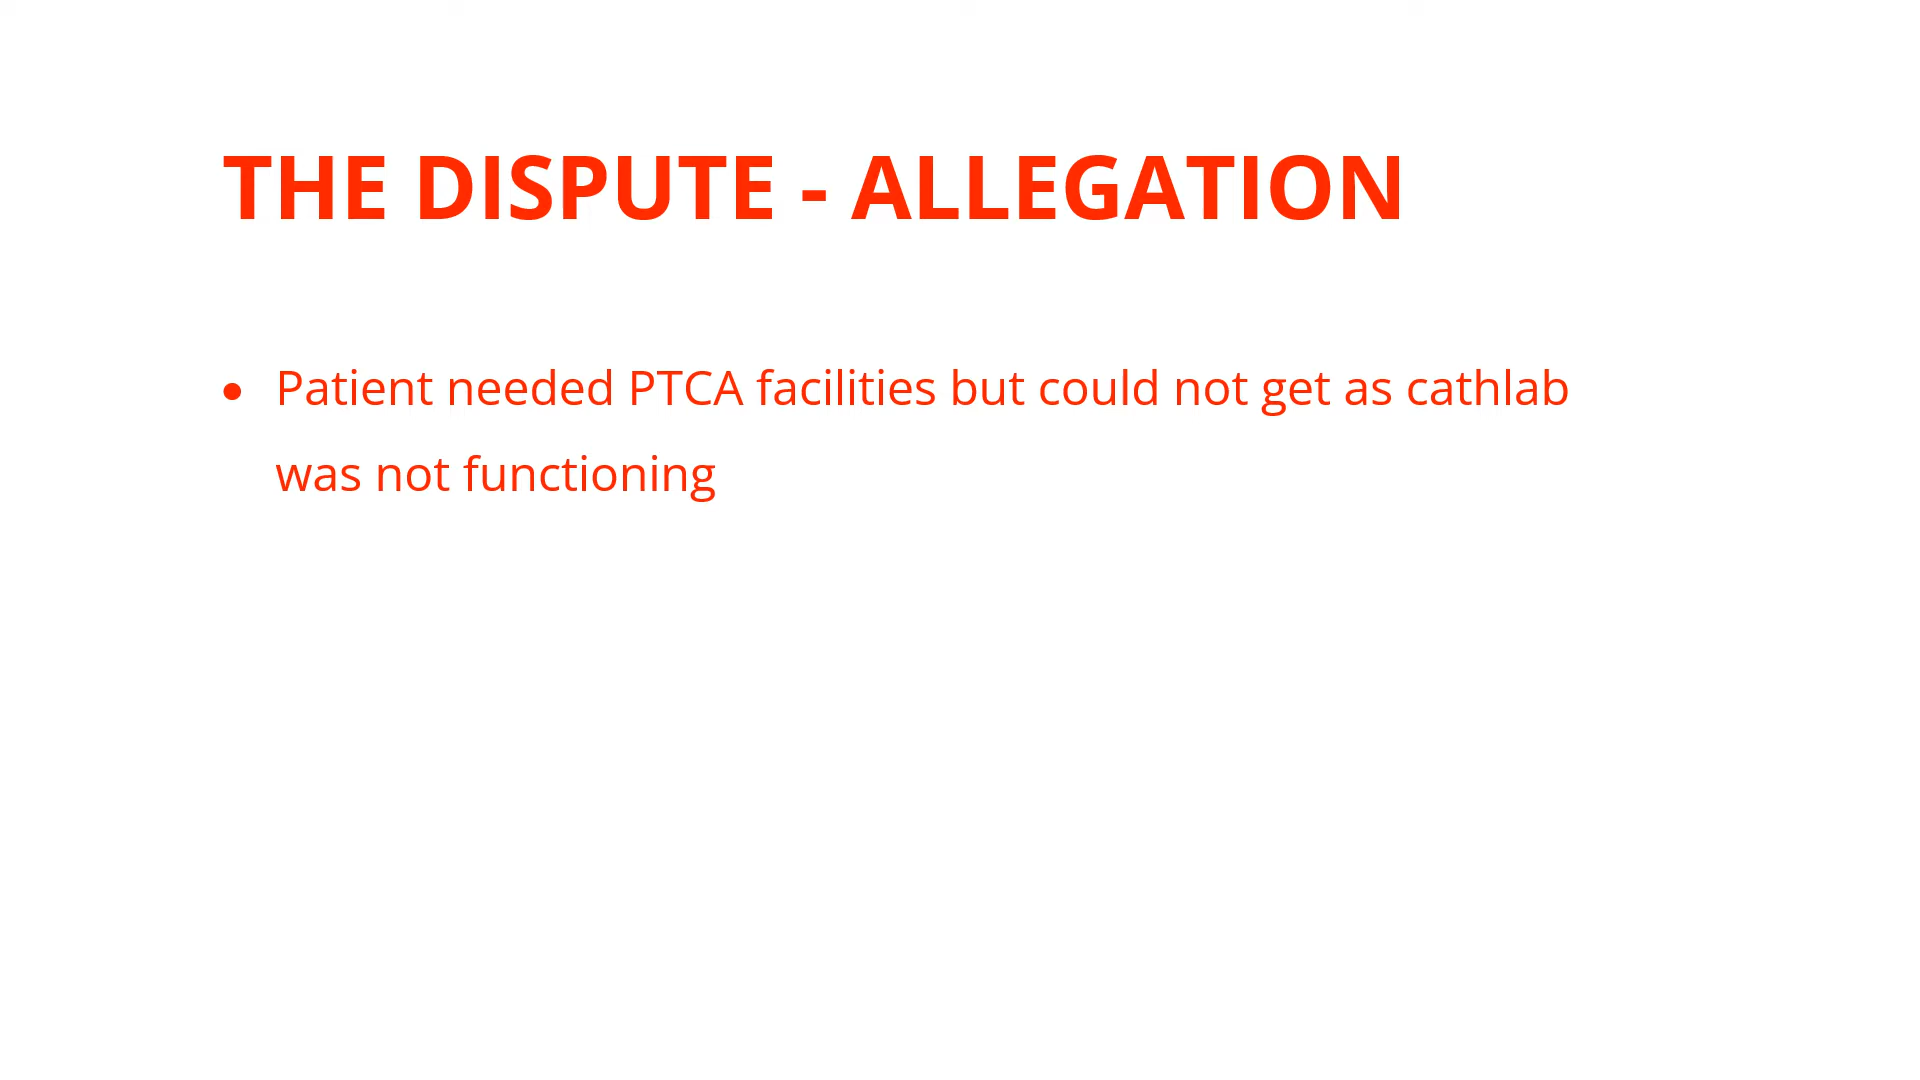 THE DISPUTE - ALLEGATION
• Patient needed PTCA facilities but could not get as cathlab
was not functioning